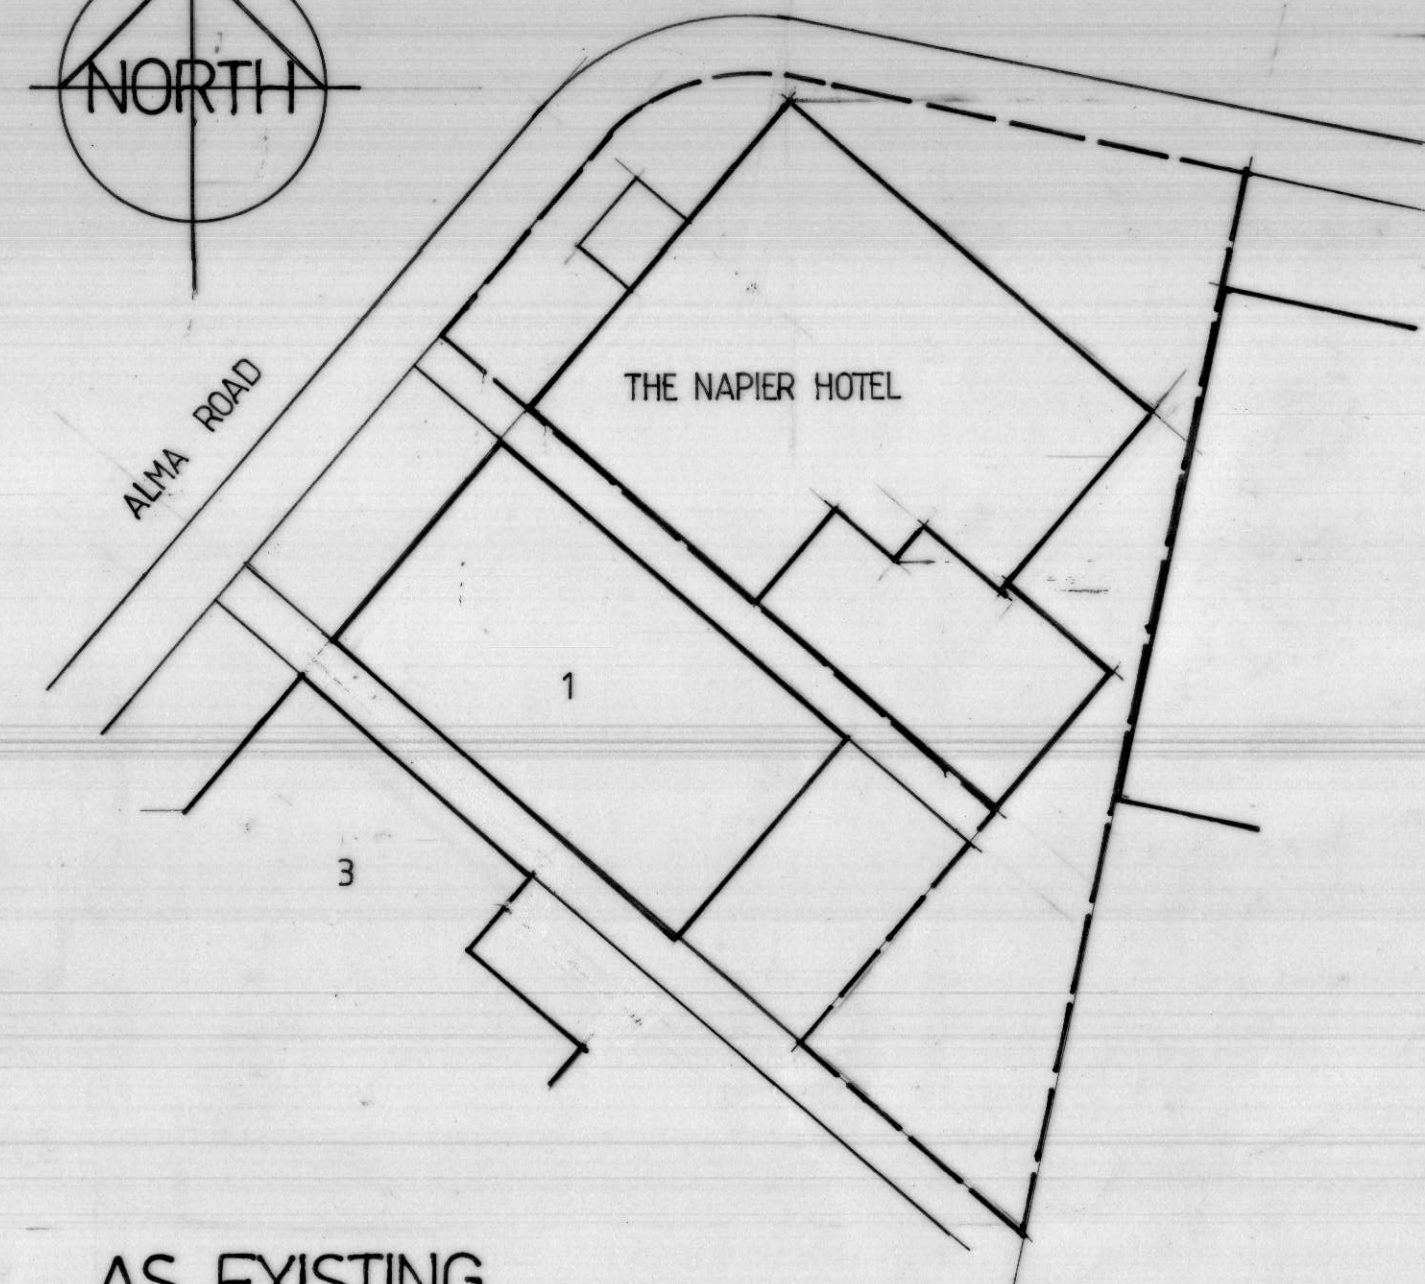 NORTH
THE NAPIER HOTEL
ALMA ROAD
1
3
AS EXISTING